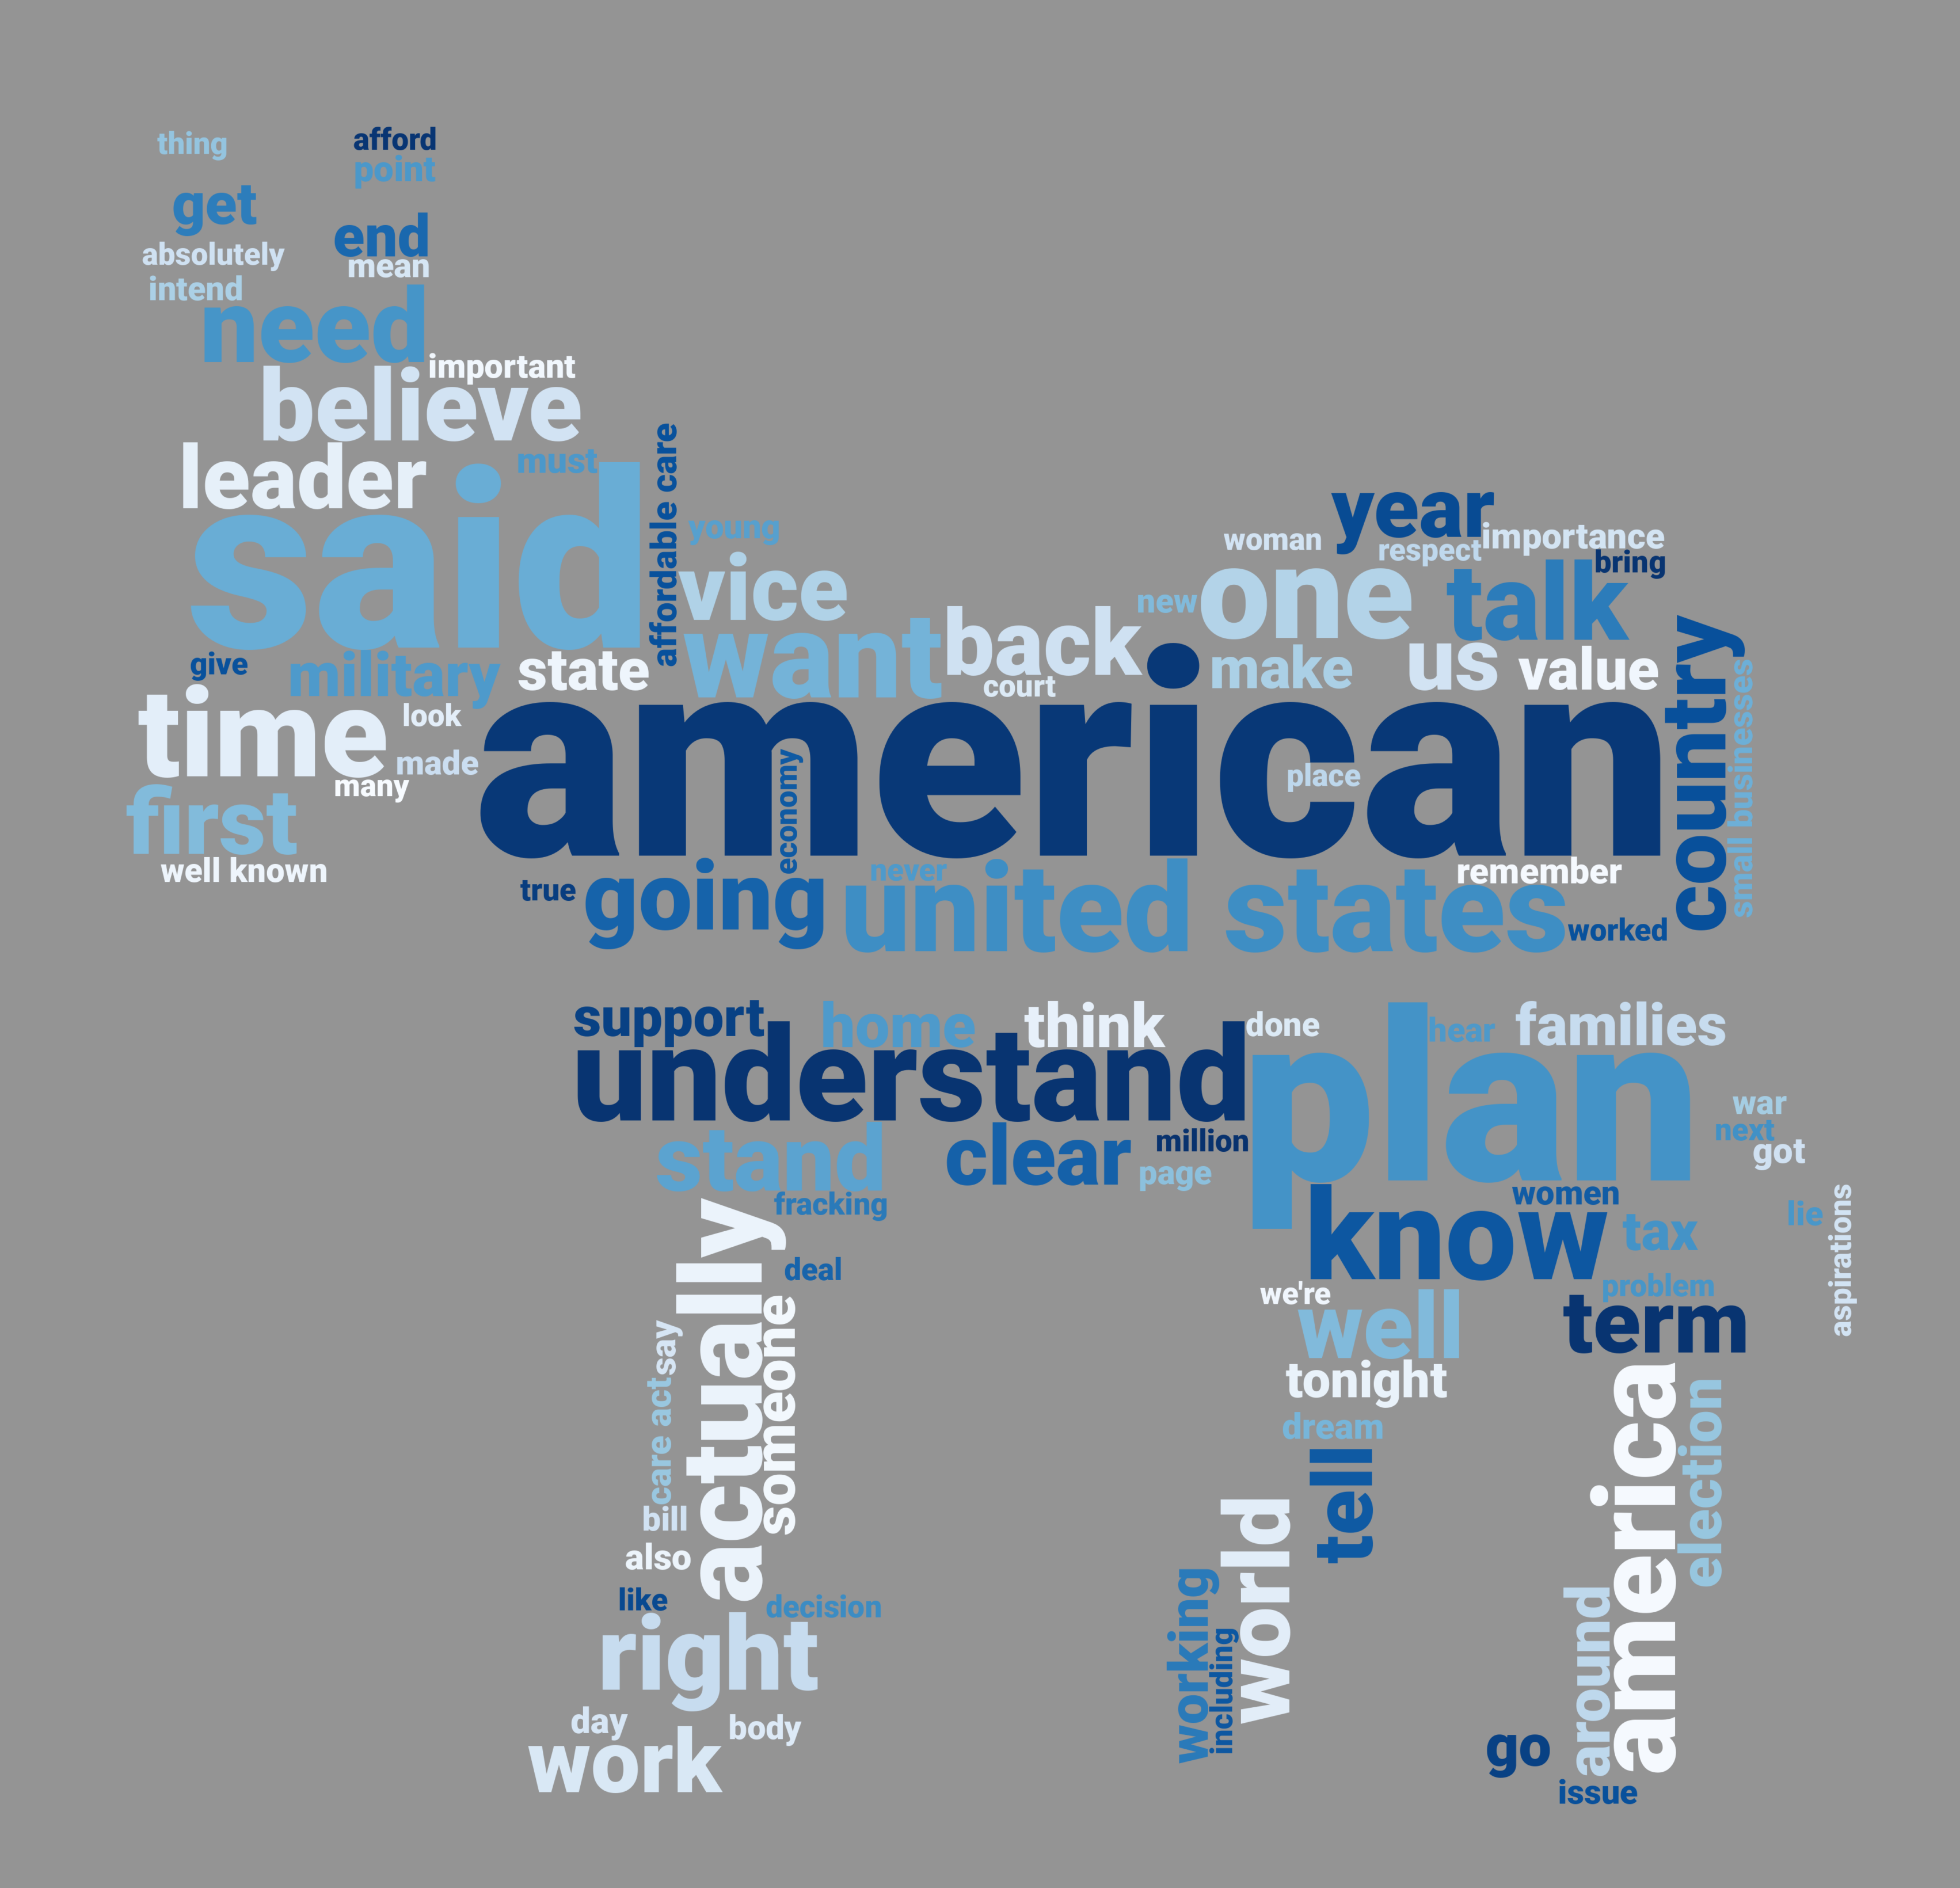 thing
afford
point
get
end
absolutely
mean
intend
need
important
believe
leader
must
affordable care
said
young
year
woman
respect
importance
bring
vice
new
one
talk
want
back
make
us
value
country
small businesses
give
military
state
court
time
look
american
place
made
many
economy
first
well known
true
going
never
united states
remember
worked
support
home
think
done
hear
families
understand
plan
war
next
got
stand
clear
million
page
fracking
women
know
tax
lie
aspirations
actually
deal
someone
we're
problem
well
term
say
care act
tonight
dream
tell
america
election
bill
also
like
decision
right
world
working
including
around
day
body
work
go
issue